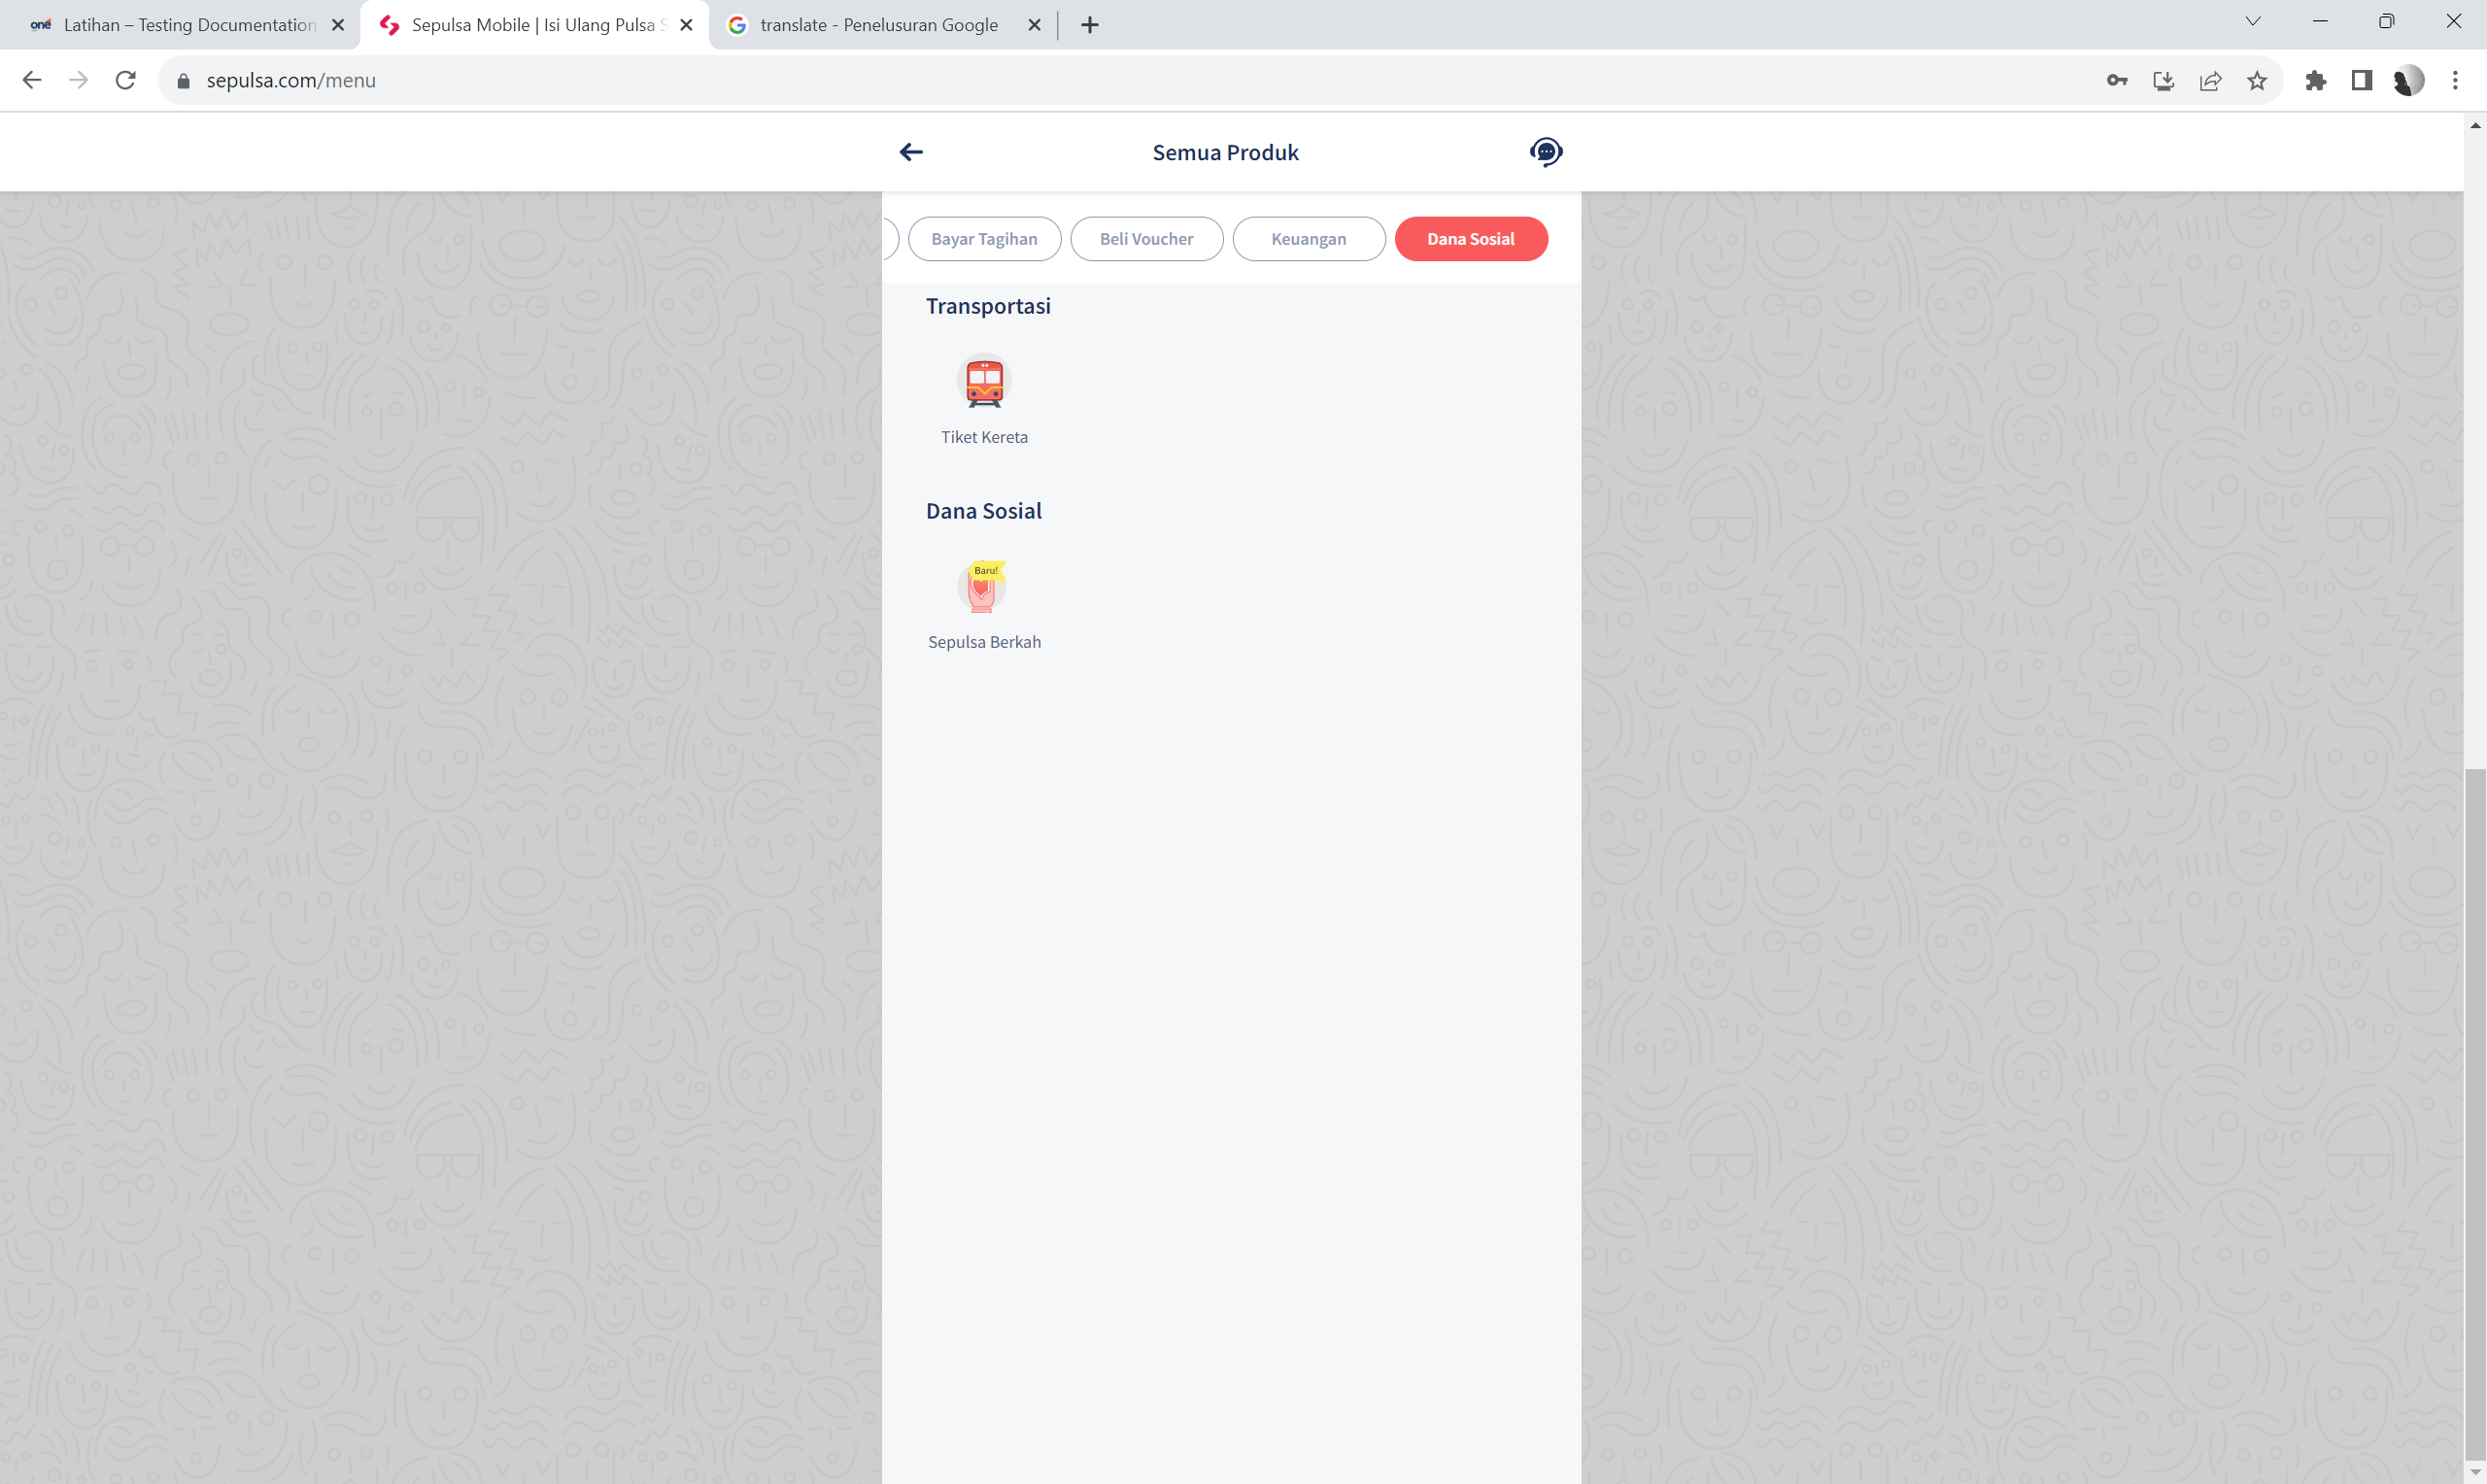 one Latihan – Testing Documentation
Sepulsa Mobile | Isi Ulang Pulsa S
translate - Penelusuran Google
sepulsa.com/menu
Semua Produk
Bayar Tagihan
Beli Voucher
Keuangan
Dana Sosial
Transportasi
Tiket Kereta
Dana Sosial
Baru!
Sepulsa Berkah